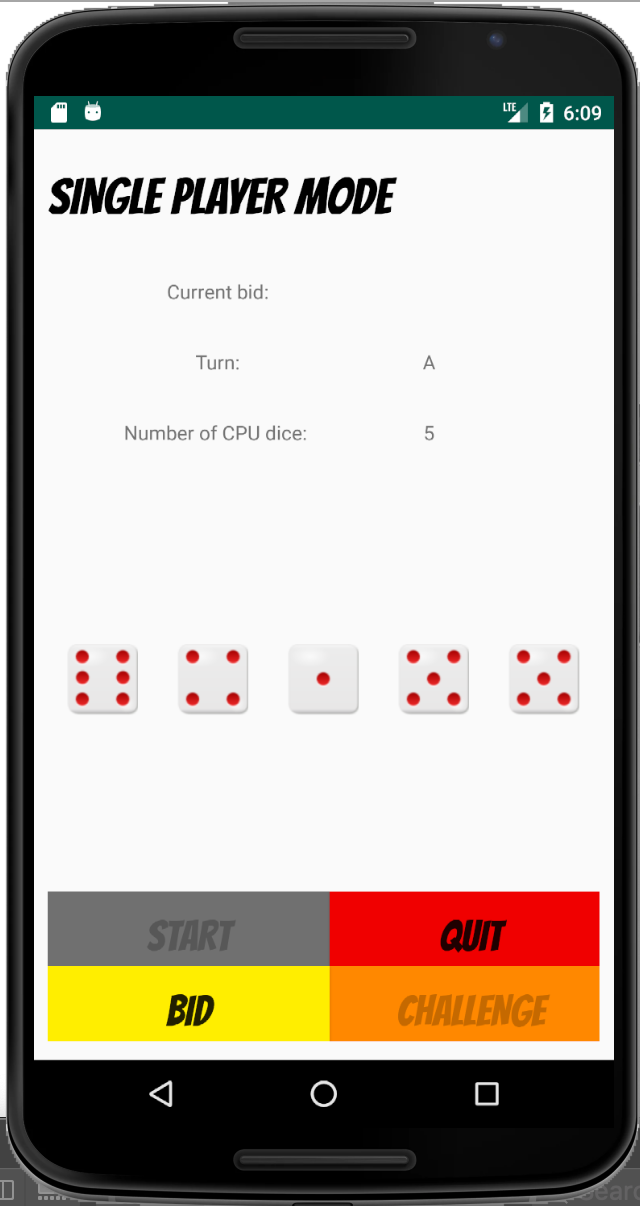 LTE 6:09
SINGLE PLAYER MODE
Current bid:
Turn: A
Number of CPU dice: 5
START QUIT
BID CHALLENGE